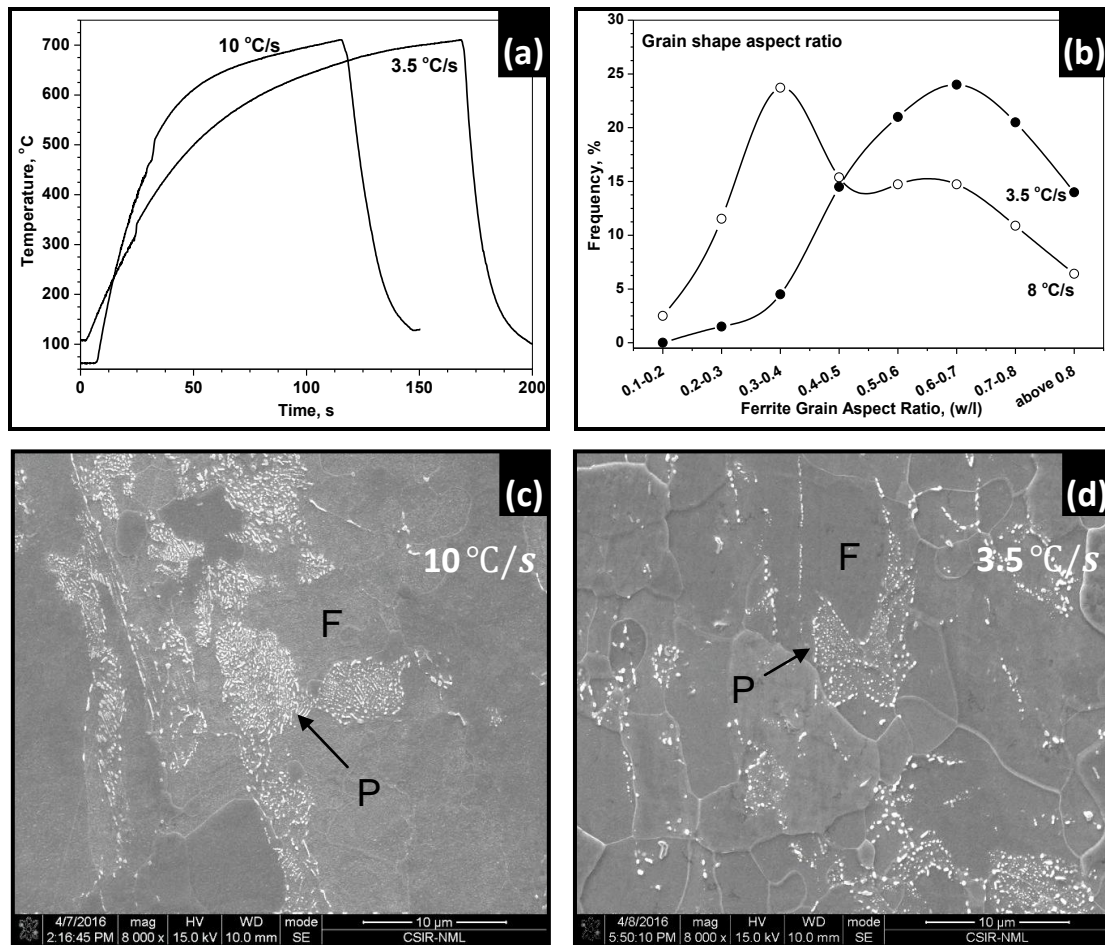 (a)
10 °C/s
3.5 °C/s
700
600
500
400
300
200
100
Temperature, °C
0
50
100
150
200
Time, s
(b)
Grain shape aspect ratio
30
25
20
15
10
5
0
Frequency, %
3.5 °C/s
8 °C/s
0.1-0.2
0.2-0.3
0.3-0.4
0.4-0.5
0.5-0.6
0.6-0.7
0.7-0.8
above 0.8
Ferrite Grain Aspect Ratio, (w/l)
(c)
10 °C/s
F
P
4/7/2016 mag HV WD mode 10 µm
2:16:45 PM 8 000 x 15.0 kV 10.0 mm SE CSIR-NML
(d)
3.5 °C/s
F
P
4/8/2016 mag HV WD mode 10 µm
5:50:10 PM 8 000 x 15.0 kV 10.0 mm SE CSIR-NML